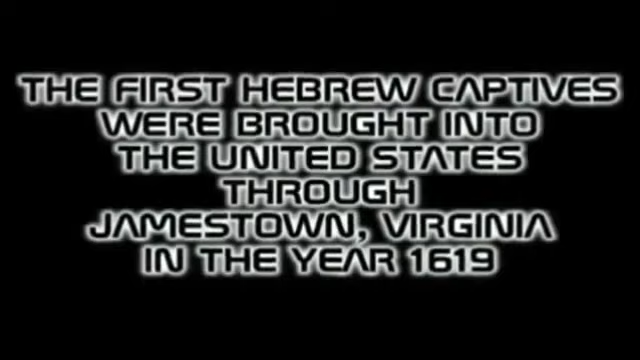 THE FIRST HEBREW CAPTIVES
WERE BROUGHT INTO
THE UNITED STATES
THROUGH
JAMESTOWN, VIRGINIA
IN THE YEAR 1619